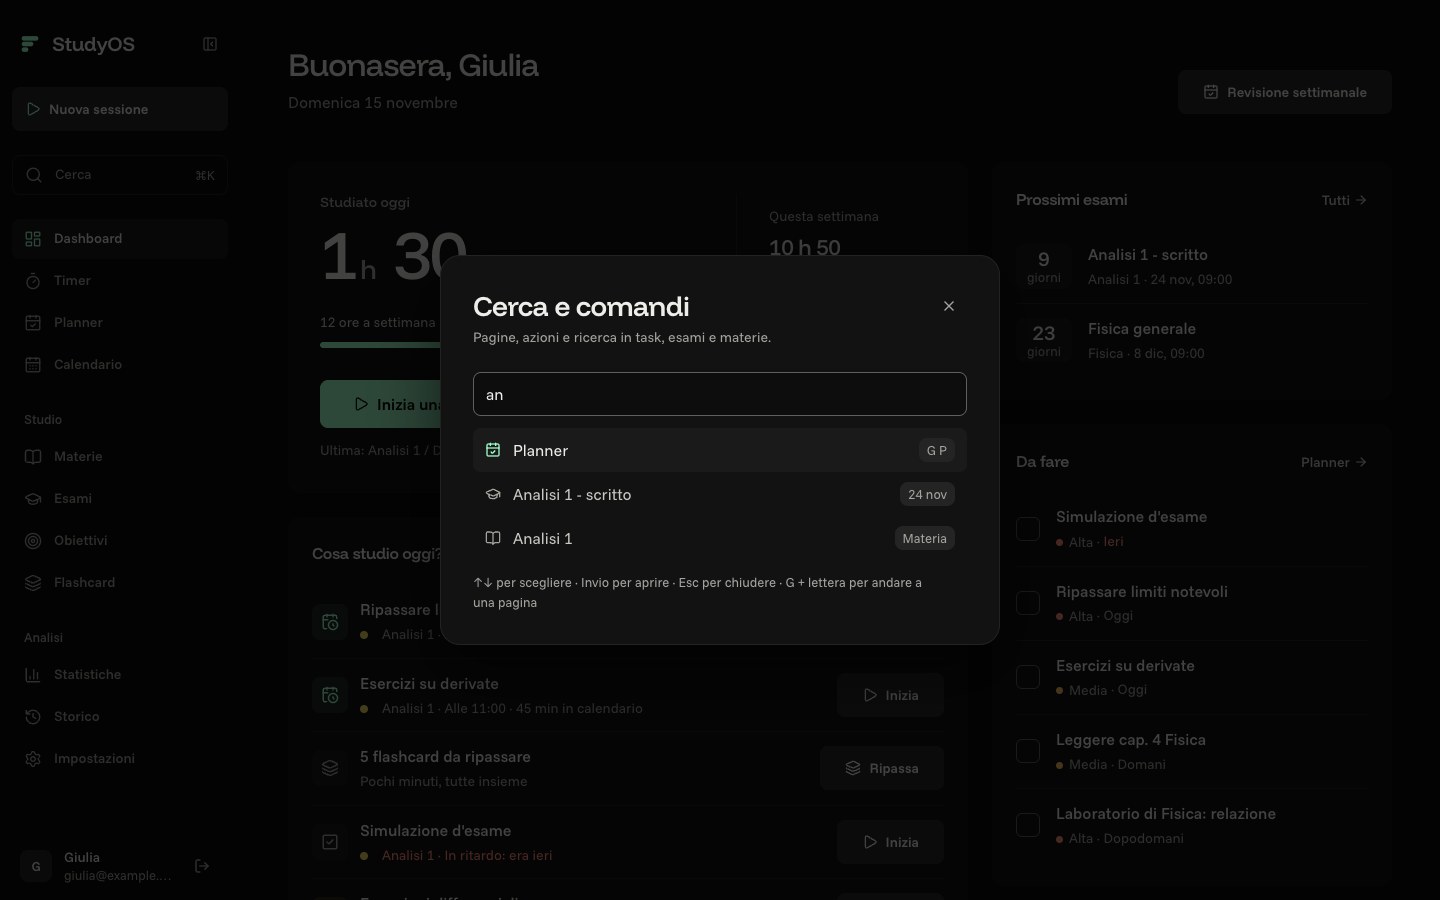 StudyOS
Nuova sessione
Cerca ⌘K
Dashboard
Timer
Planner
Calendario
Studio
Materie
Esami
Obiettivi
Flashcard
Analisi
Statistiche
Storico
Impostazioni
G
Giulia
giulia@example....
Buonasera, Giulia
Domenica 15 novembre
Revisione settimanale
Studiato oggi
1 h 30
12 ore a settimana
Inizia
Ultima: Analisi 1 /
Questa settimana
10 h 50
Cerca e comandi
Pagine, azioni e ricerca in task, esami e materie.
an
Planner G P
Analisi 1 - scritto 24 nov
Analisi 1 Materia
↑↓ per scegliere · Invio per aprire · Esc per chiudere · G + lettera per andare a
una pagina
Cosa studio oggi?
Ripassare
Analisi 1 ·
Esercizi su derivate
Analisi 1 · Alle 11:00 · 45 min in calendario
Inizia
5 flashcard da ripassare
Pochi minuti, tutte insieme
Ripassa
Simulazione d'esame
Analisi 1 · In ritardo: era ieri
Inizia
Prossimi esami Tutti →
9
giorni
Analisi 1 - scritto
Analisi 1 · 24 nov, 09:00
23
giorni
Fisica generale
Fisica · 8 dic, 09:00
Da fare Planner →
Simulazione d'esame
Alta · Ieri
Ripassare limiti notevoli
Alta · Oggi
Esercizi su derivate
Media · Oggi
Leggere cap. 4 Fisica
Media · Domani
Laboratorio di Fisica: relazione
Alta · Dopodomani